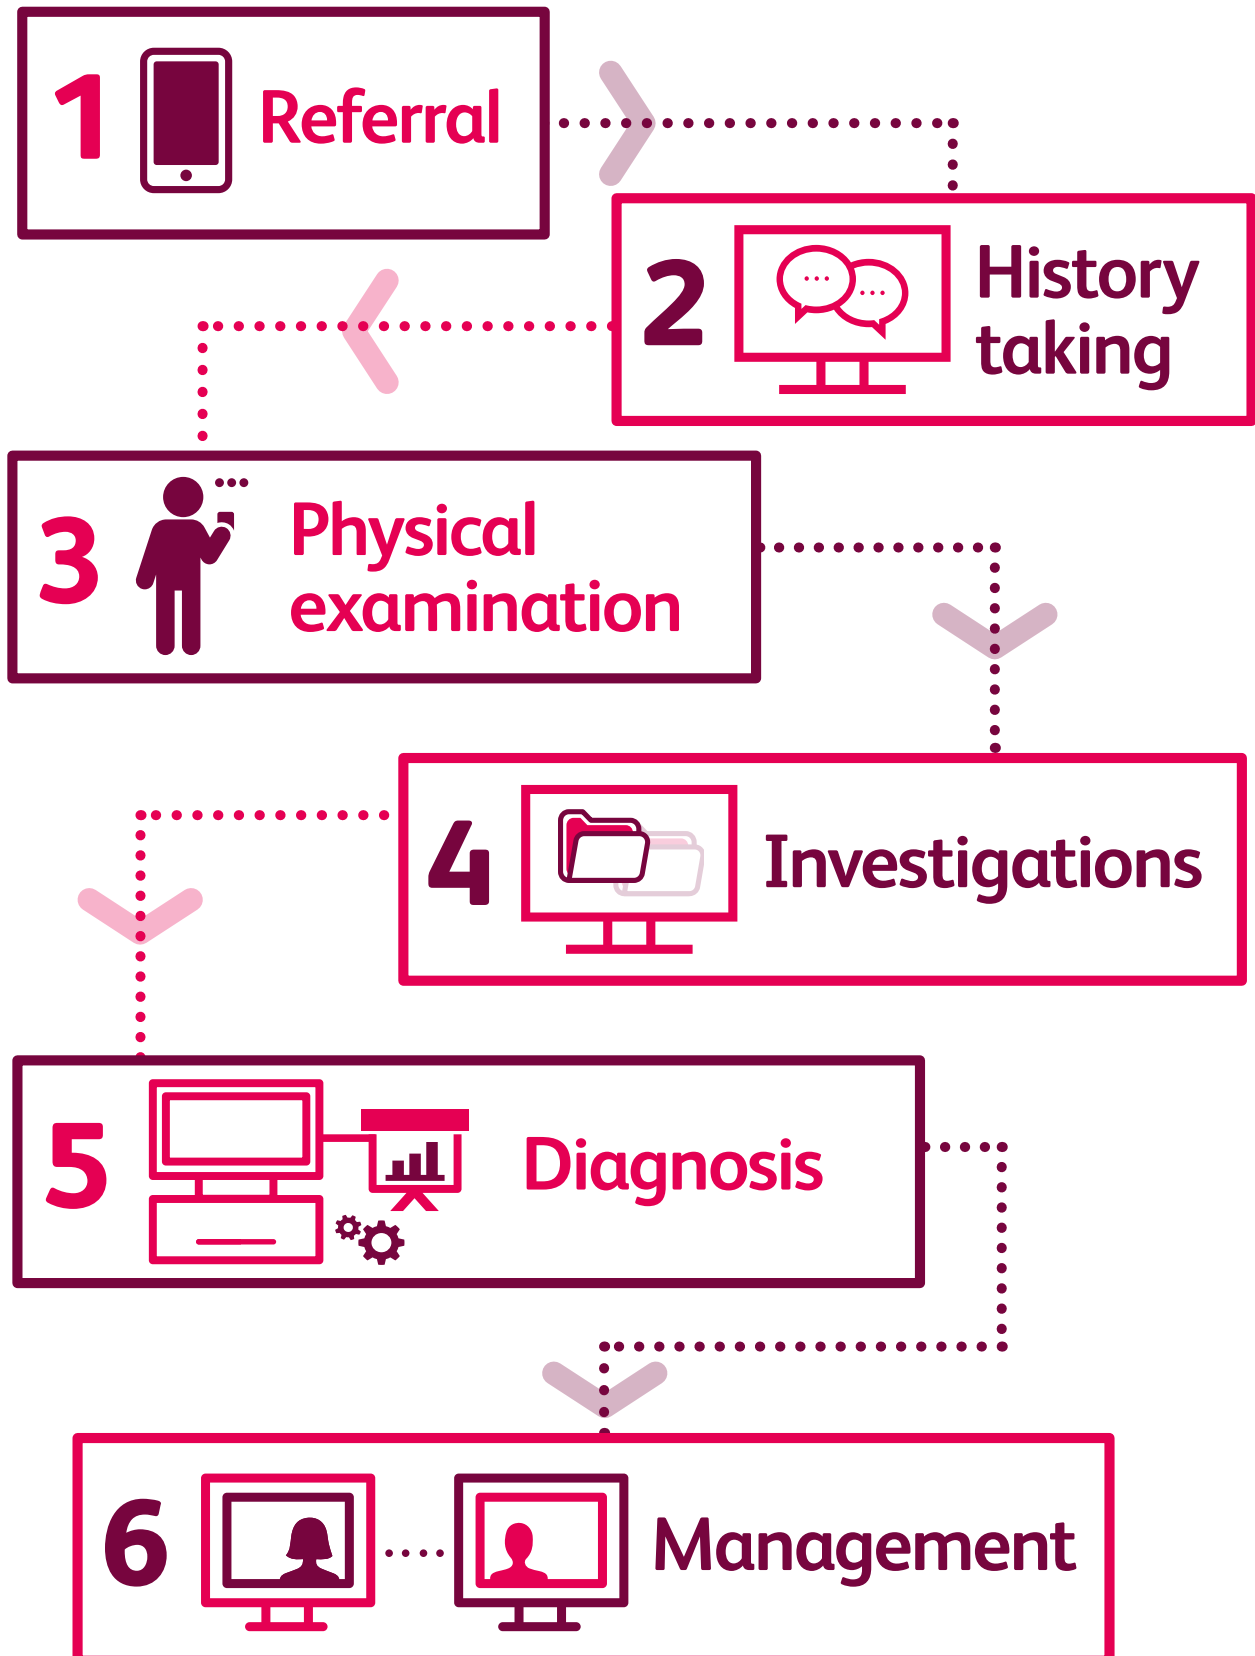 1 Referral
2 History
taking
3 Physical
examination
4 Investigations
5 Diagnosis
6 Management